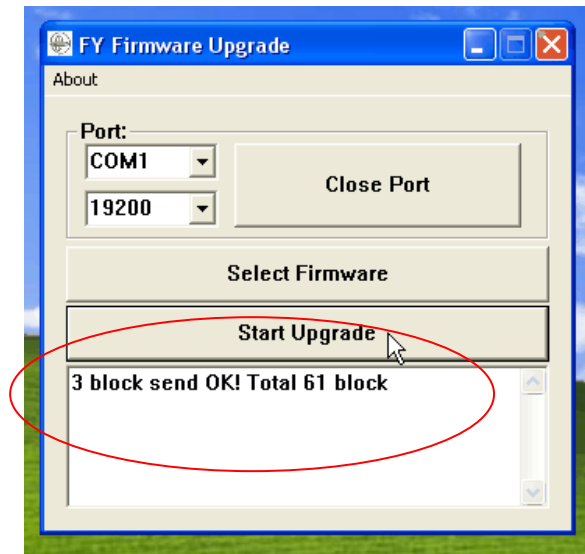 FY Firmware Upgrade
About
Port:
COM1
19200
Close Port
Select Firmware
Start Upgrade
3 block send OK! Total 61 block